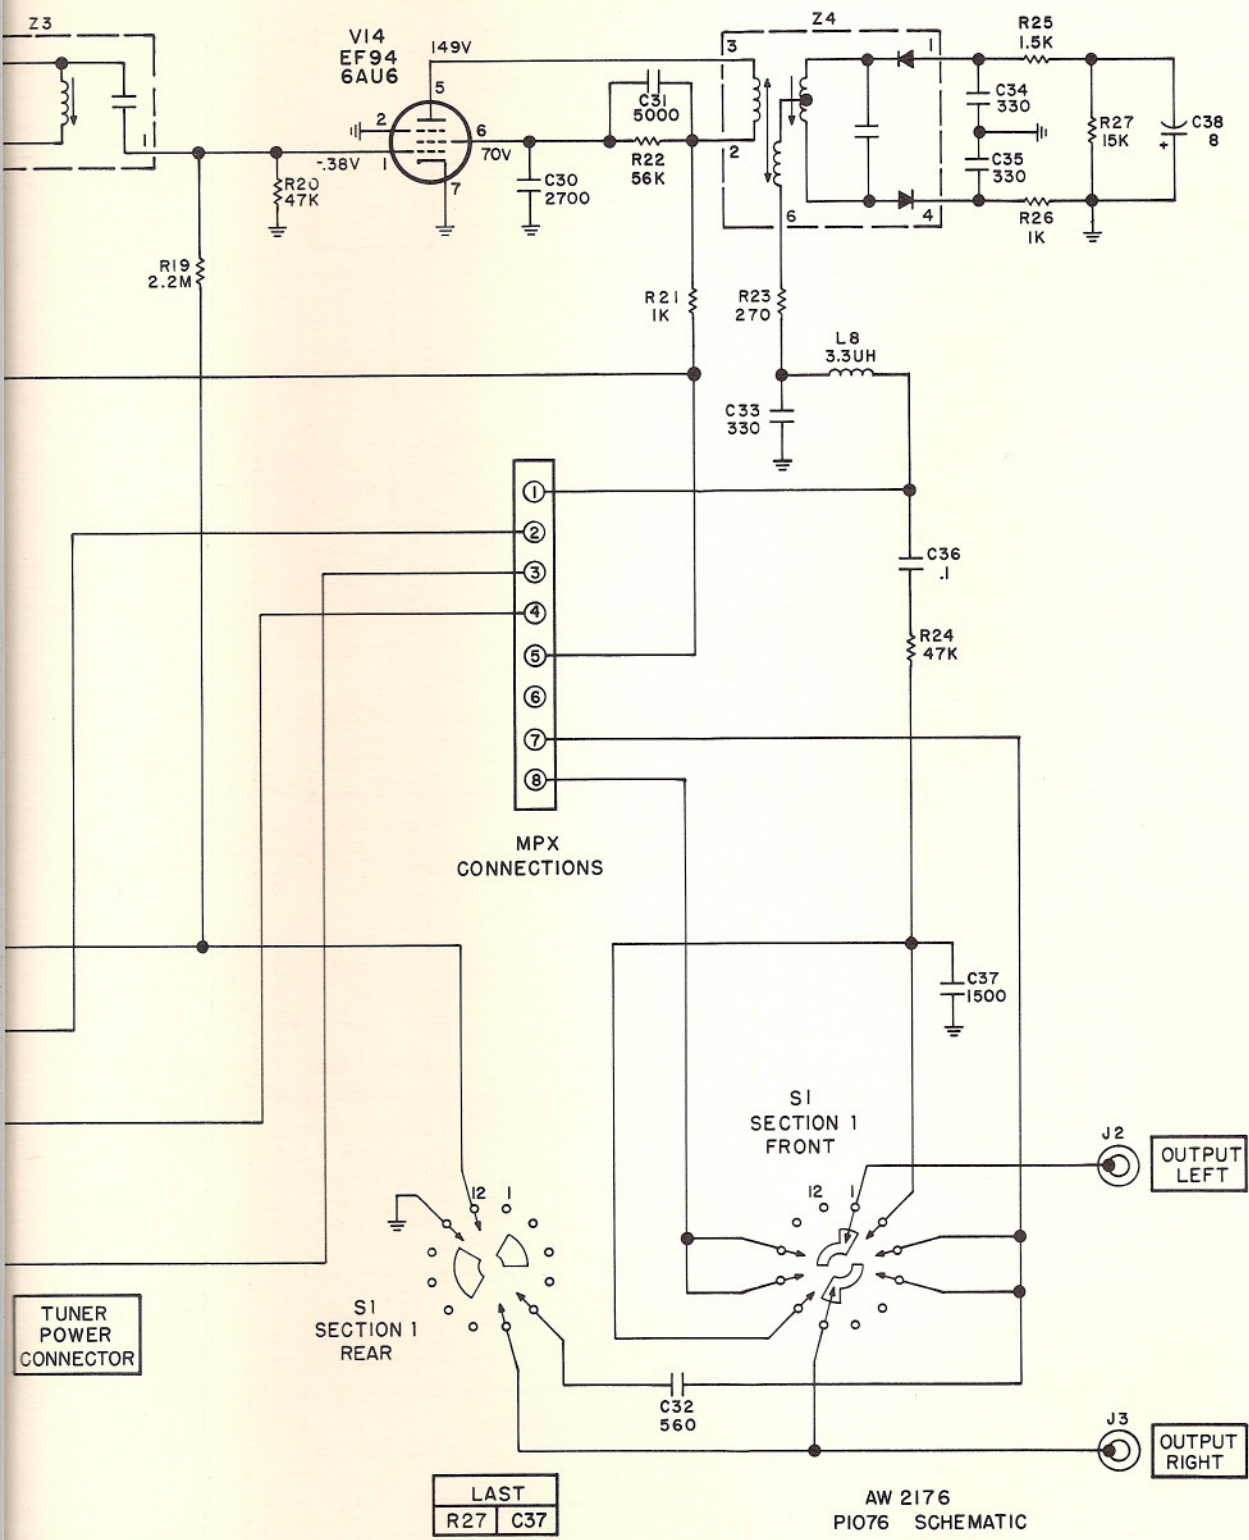 Z3
V14
EF94
6AU6
149V
Z4
R25
1.5K
3
1
5
2
6
70V
1
7
-.38V
1
C31
5000
R22
56K
2
C30
2700
R20
47K
C34
330
C35
330
R27
15K
C38
8
+
4
6
R26
1K
R19
2.2M
R21
1K
R23
270
L8
3.3UH
C33
330
1
2
3
4
5
6
7
8
C36
.1
R24
47K
MPX
CONNECTIONS
C37
1500
S1
SECTION 1
FRONT
12
1
J2
OUTPUT
LEFT
12
1
TUNER
POWER
CONNECTOR
S1
SECTION 1
REAR
C32
560
J3
OUTPUT
RIGHT
LAST
R27
C37
AW 2176
P1076 SCHEMATIC